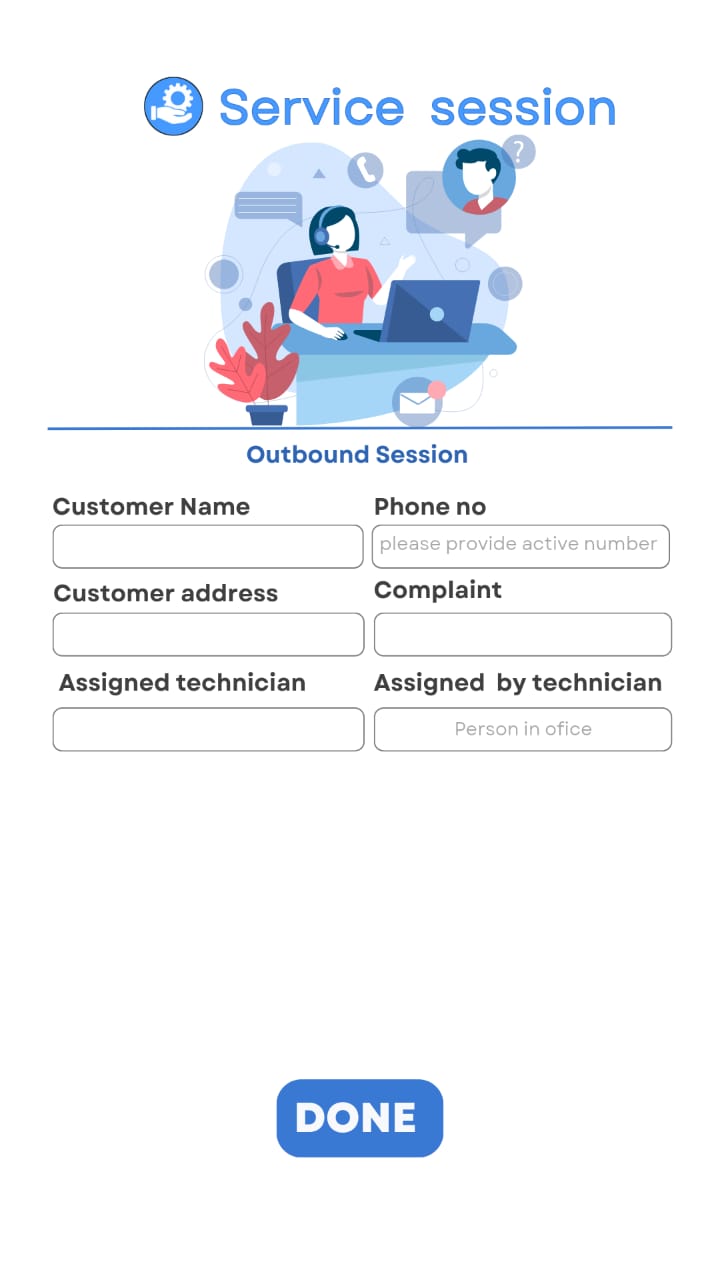 Service session
?
Outbound Session
Customer Name Phone no
please provide active number
Customer address Complaint
Assigned technician Assigned by technician
Person in ofice
DONE